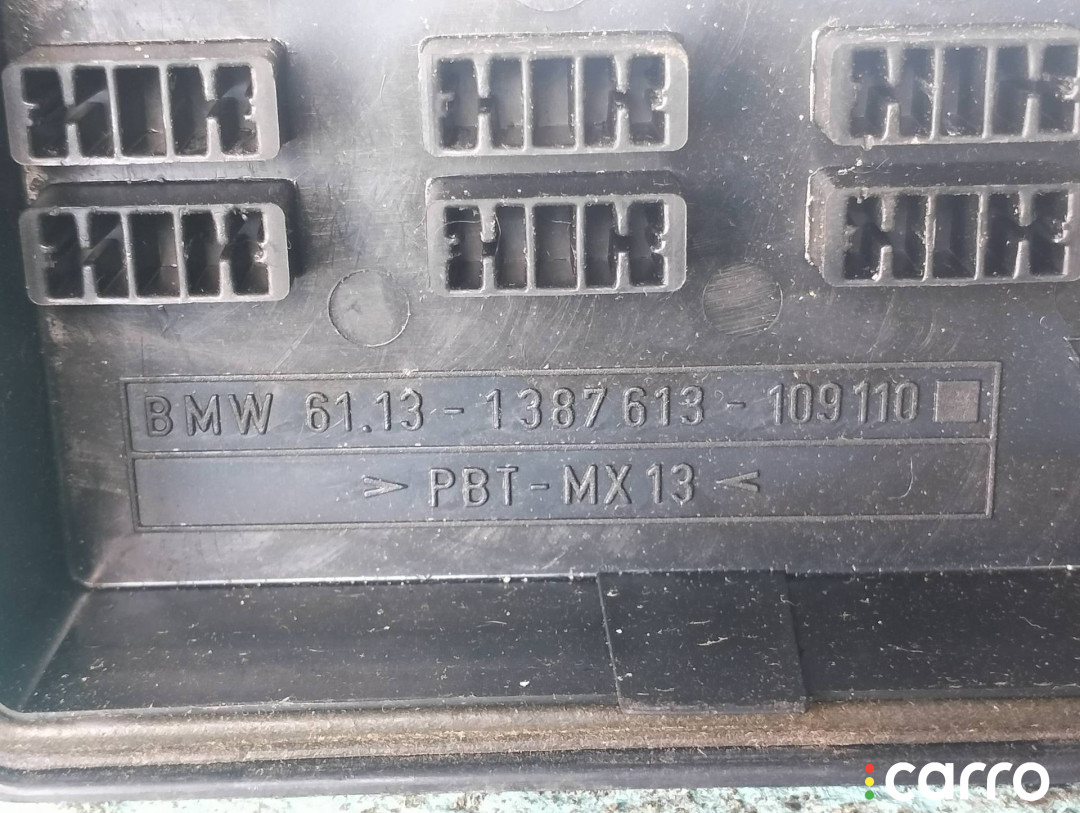 BMW 61.13 - 1387613 - 109110
> PBT - MX 13 <
carro